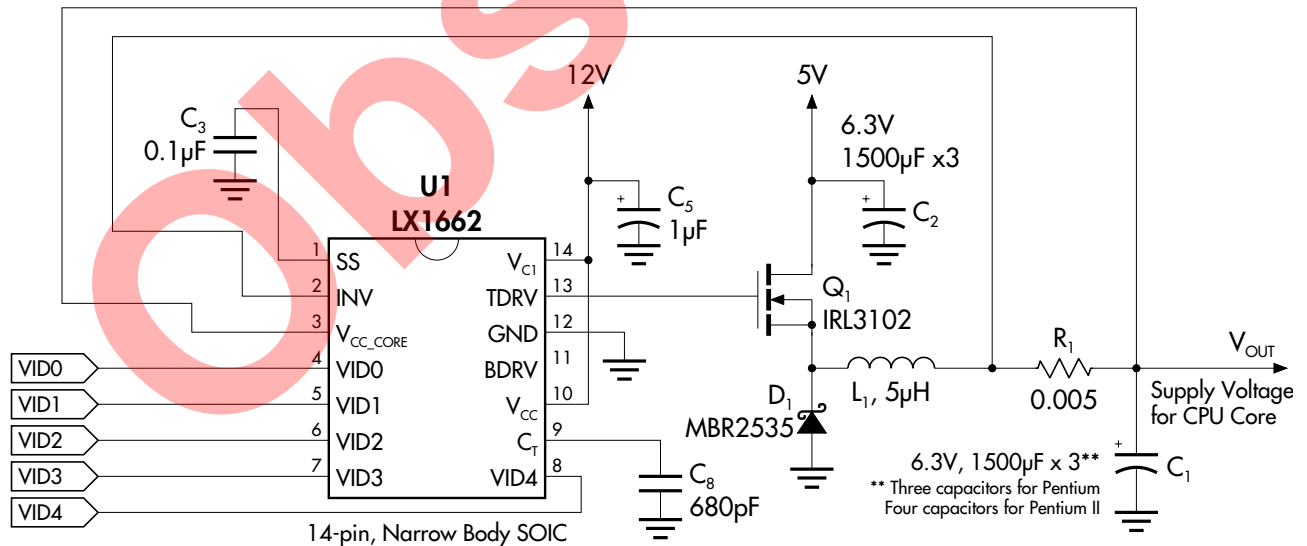 Obs
12V
5V
C3
0.1µF
6.3V
1500µF x3
U1
LX1662
C5
1µF
C2
1
SS
VC1
14
2
INV
TDRV
13
3
VCC_CORE
GND
12
4
VID0
BDRV
11
5
VID1
VCC
10
6
VID2
CT
9
7
VID3
VID4
8
VID0
VID1
VID2
VID3
VID4
Q1
IRL3102
L1, 5µH
D1
MBR2535
R1
0.005
VOUT
Supply Voltage
for CPU Core
C8
680pF
6.3V, 1500µF x 3**
** Three capacitors for Pentium
Four capacitors for Pentium II
C1
14-pin, Narrow Body SOIC